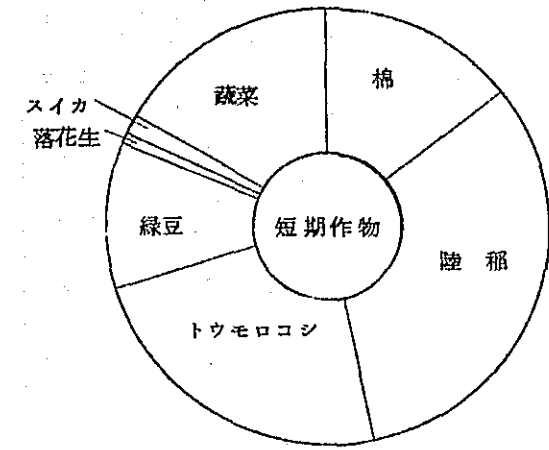 蔬菜
棉
スイカ
落花生
緑豆
短期作物
陸稲
トウモロコシ